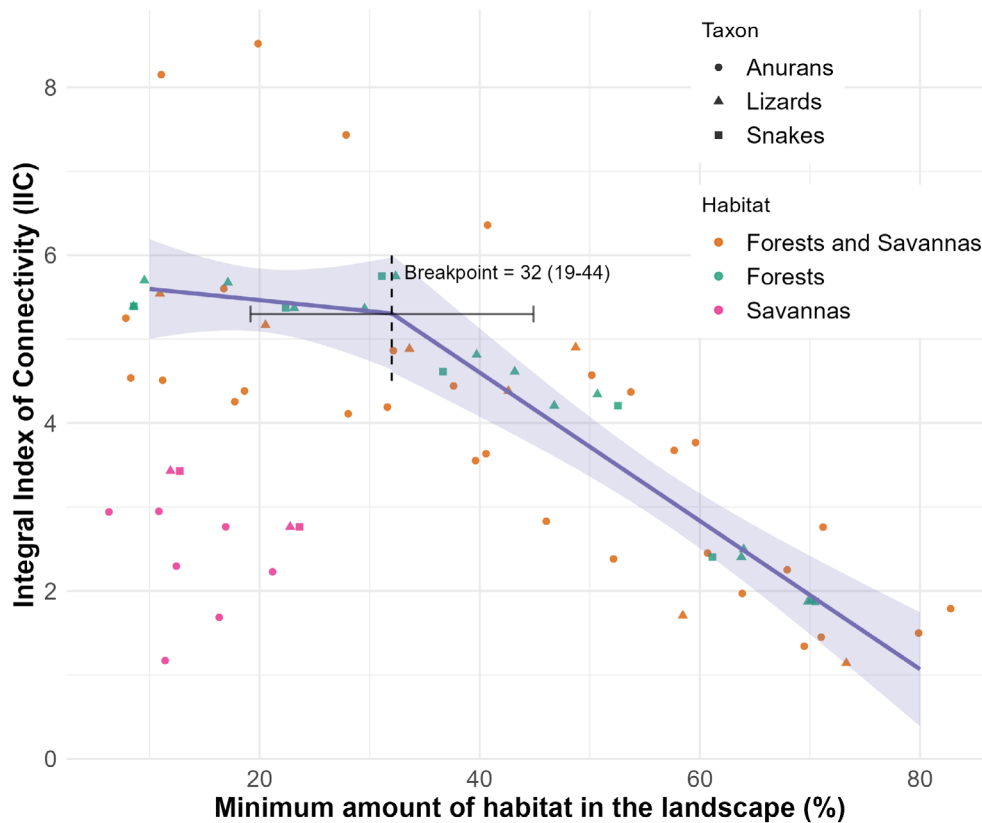 Taxon
Anurans
Lizards
Snakes
Habitat
Forests and Savannas
Forests
Savannas
Breakpoint = 32 (19-44)
Integral Index of Connectivity (IIC)
8
6
4
2
0
20 40 60 80
Minimum amount of habitat in the landscape (%)